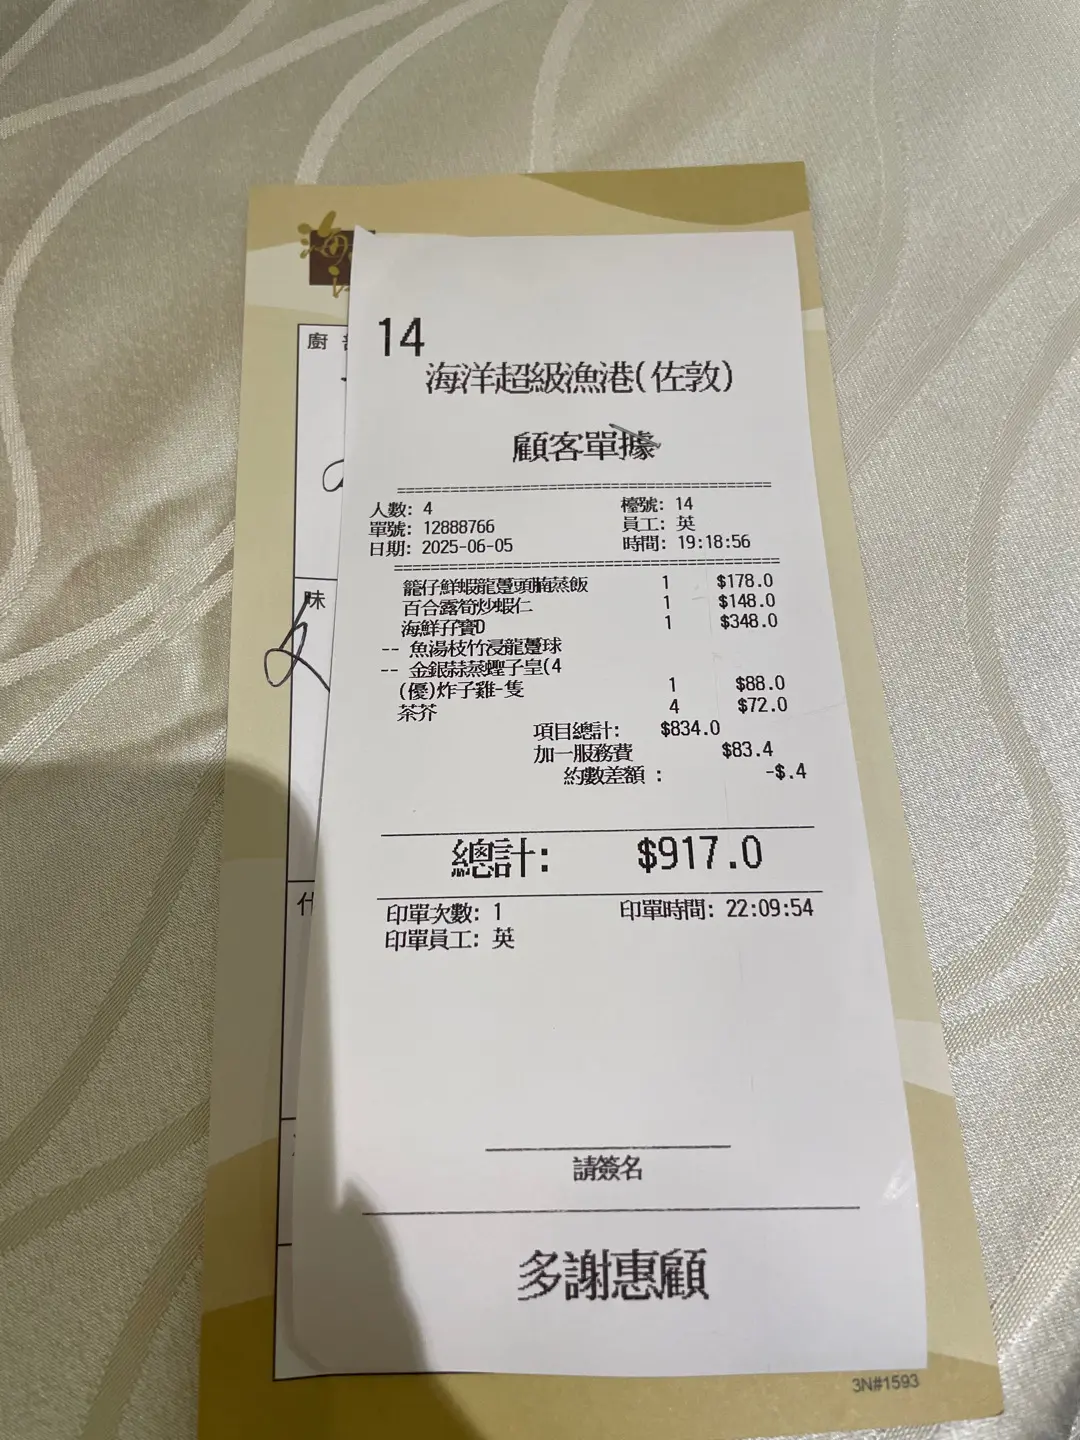 海
廚
味
什
14
海洋超級漁港(佐敦)
顧客單據
人數: 4 檯號: 14
單號: 12888766 員工: 英
日期: 2025-06-05 時間: 19:18:56
籠仔鮮蝦龍躉頭腩蒸飯 1 $178.0
百合露筍炒蝦仁 1 $148.0
海鮮孖寶D 1 $348.0
-- 魚湯枝竹浸龍躉球
-- 金銀蒜蒸蟶子皇(4
(優)炸子雞-隻 1 $88.0
茶芥 4 $72.0
項目總計: $834.0
加一服務費 $83.4
約數差額 : -$.4
總計: $917.0
印單次數: 1 印單時間: 22:09:54
印單員工: 英
請簽名
多謝惠顧
3N#1593